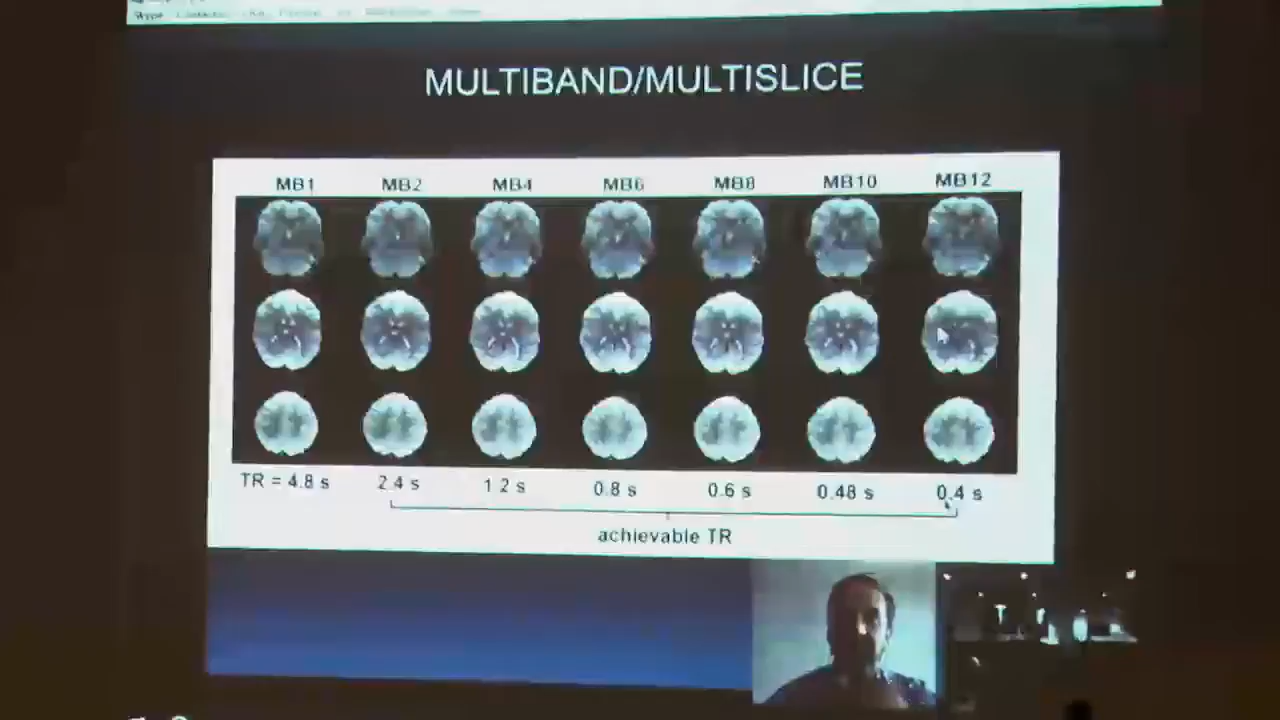 MULTIBAND/MULTISLICE
MB1 MB2 MB4 MB6 MB8 MB10 MB12
TR = 4.8 s 2.4 s 1.2 s 0.8 s 0.6 s 0.48 s 0.4 s
achievable TR